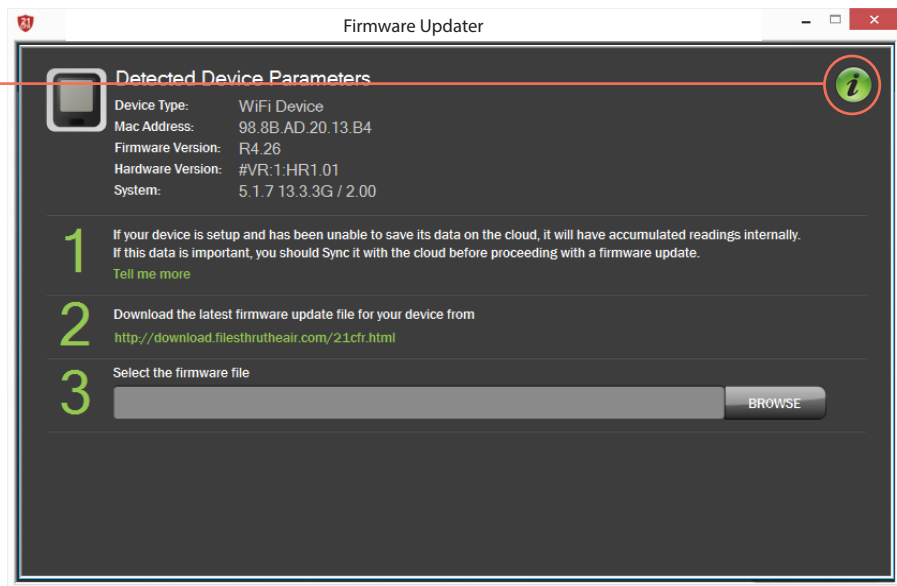 21
Firmware Updater
Detected Device Parameters
i
Device Type: WiFi Device
Mac Address: 98.8B.AD.20.13.B4
Firmware Version: R4.26
Hardware Version: #VR:1:HR1.01
System: 5.1.7 13.3.3G / 2.00
1
If your device is setup and has been unable to save its data on the cloud, it will have accumulated readings internally.
If this data is important, you should Sync it with the cloud before proceeding with a firmware update.
Tell me more
2
Download the latest firmware update file for your device from
http://download.filesthrutheair.com/21cfr.html
3
Select the firmware file
BROWSE